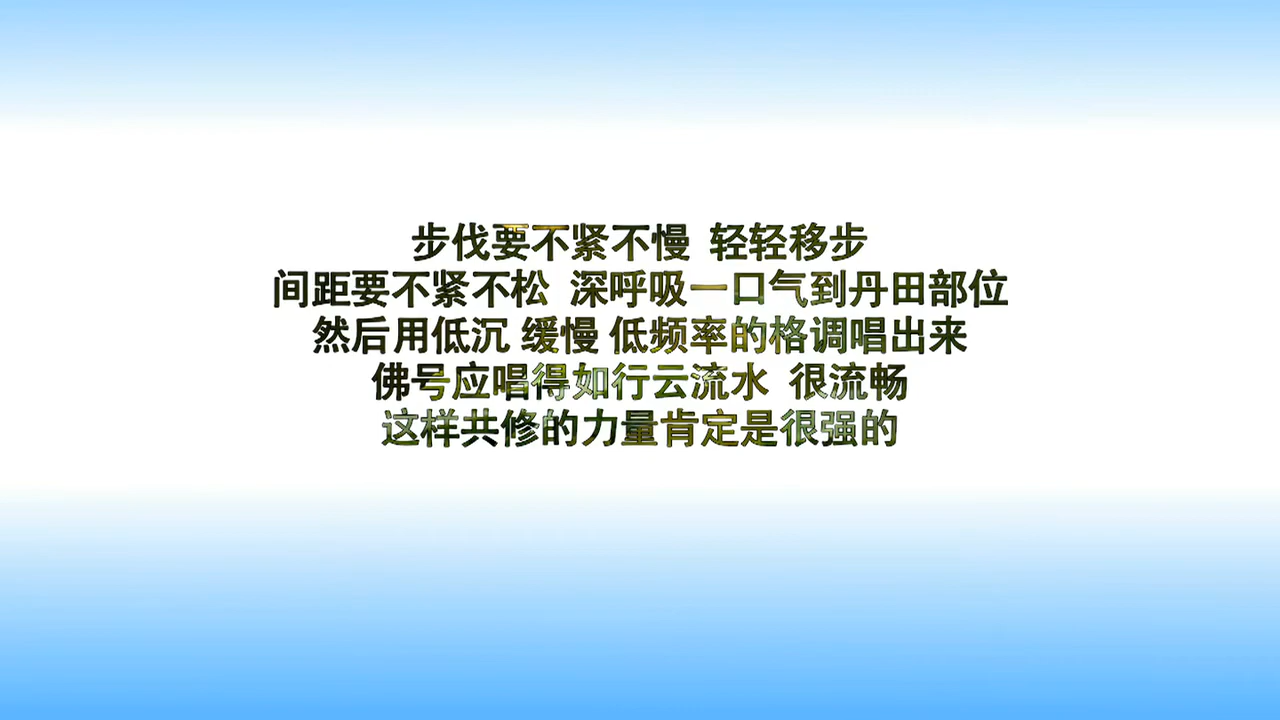 步伐要不紧不慢 轻轻移步
间距要不紧不松 深呼吸一口气到丹田部位
然后用低沉 缓慢 低频率的格调唱出来
佛号应唱得如行云流水 很流畅
这样共修的力量肯定是很强的